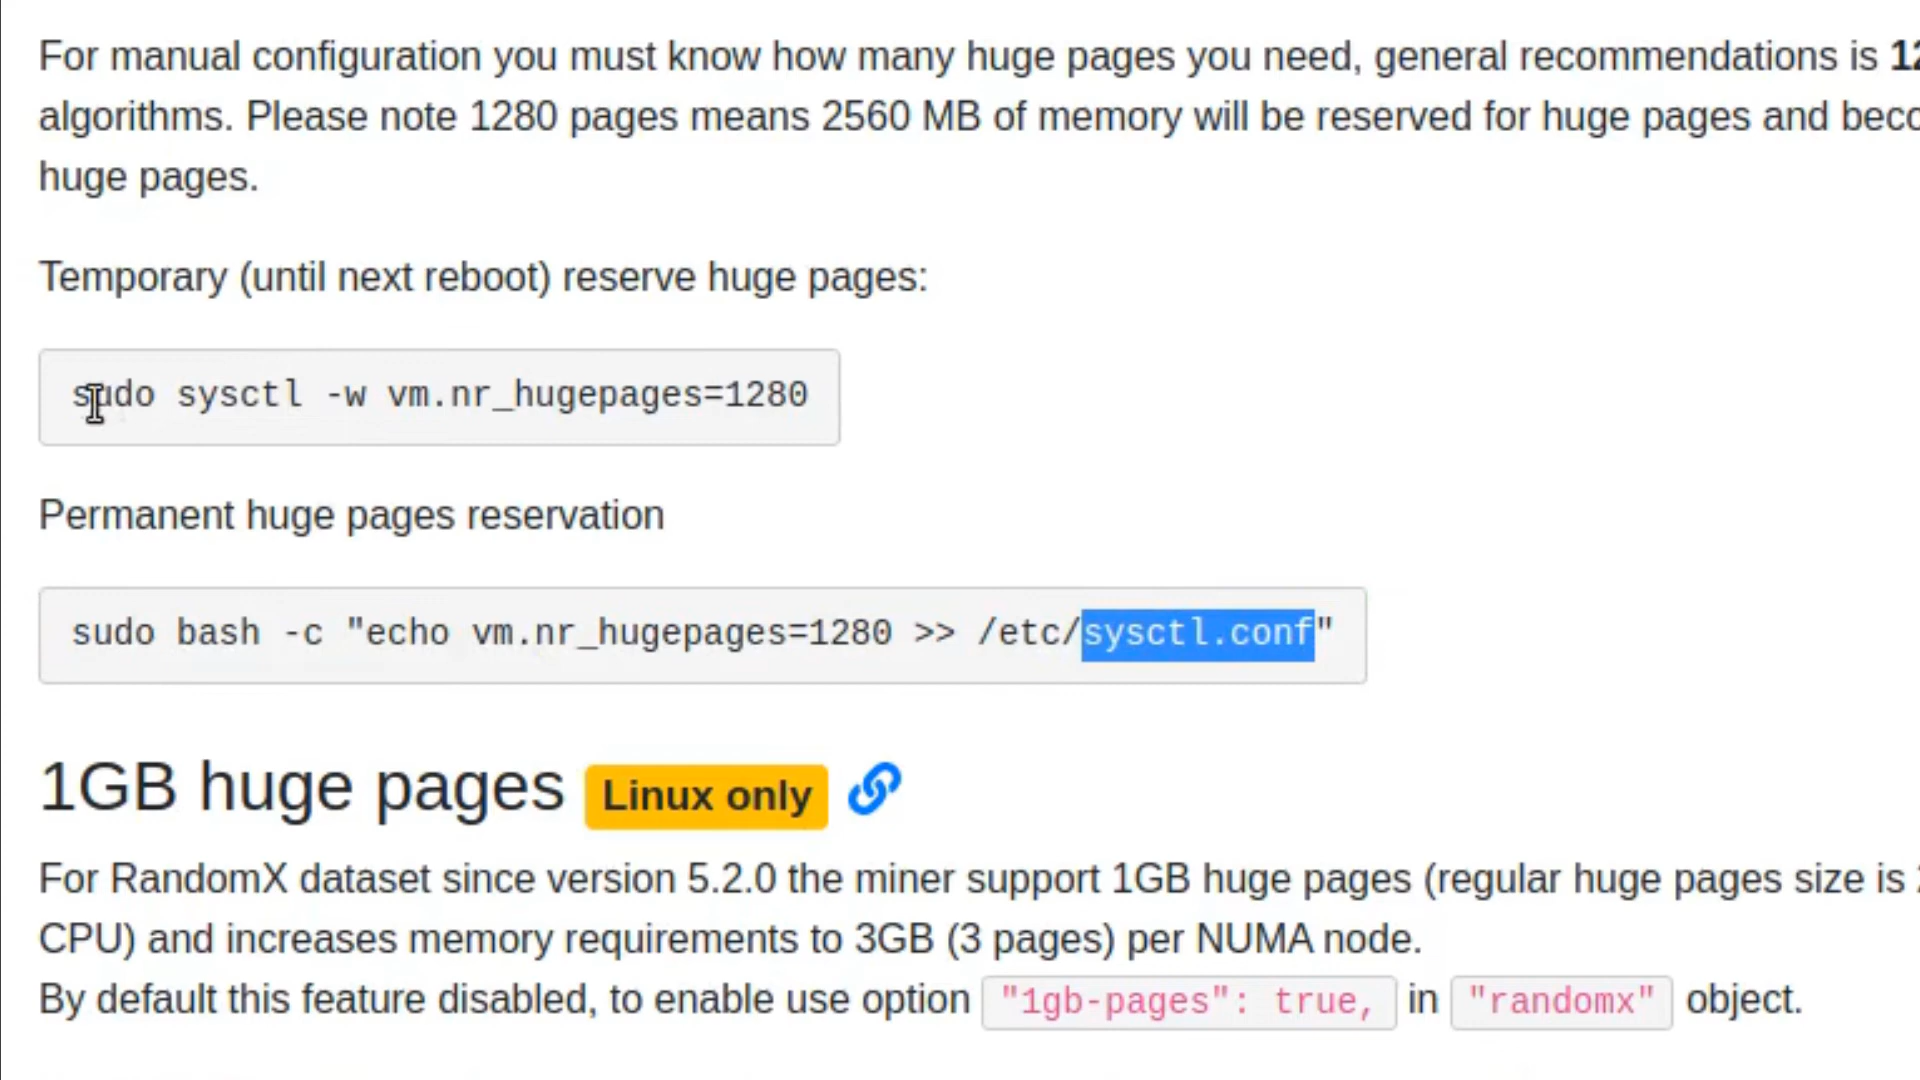 For manual configuration you must know how many huge pages you need, general recommendations is 12
algorithms. Please note 1280 pages means 2560 MB of memory will be reserved for huge pages and beco
huge pages.
Temporary (until next reboot) reserve huge pages:
sudo sysctl -w vm.nr_hugepages=1280
Permanent huge pages reservation
sudo bash -c "echo vm.nr_hugepages=1280 >> /etc/sysctl.conf"
1GB huge pages Linux only
For RandomX dataset since version 5.2.0 the miner support 1GB huge pages (regular huge pages size is
CPU) and increases memory requirements to 3GB (3 pages) per NUMA node.
By default this feature disabled, to enable use option "1gb-pages": true, in "randomx" object.